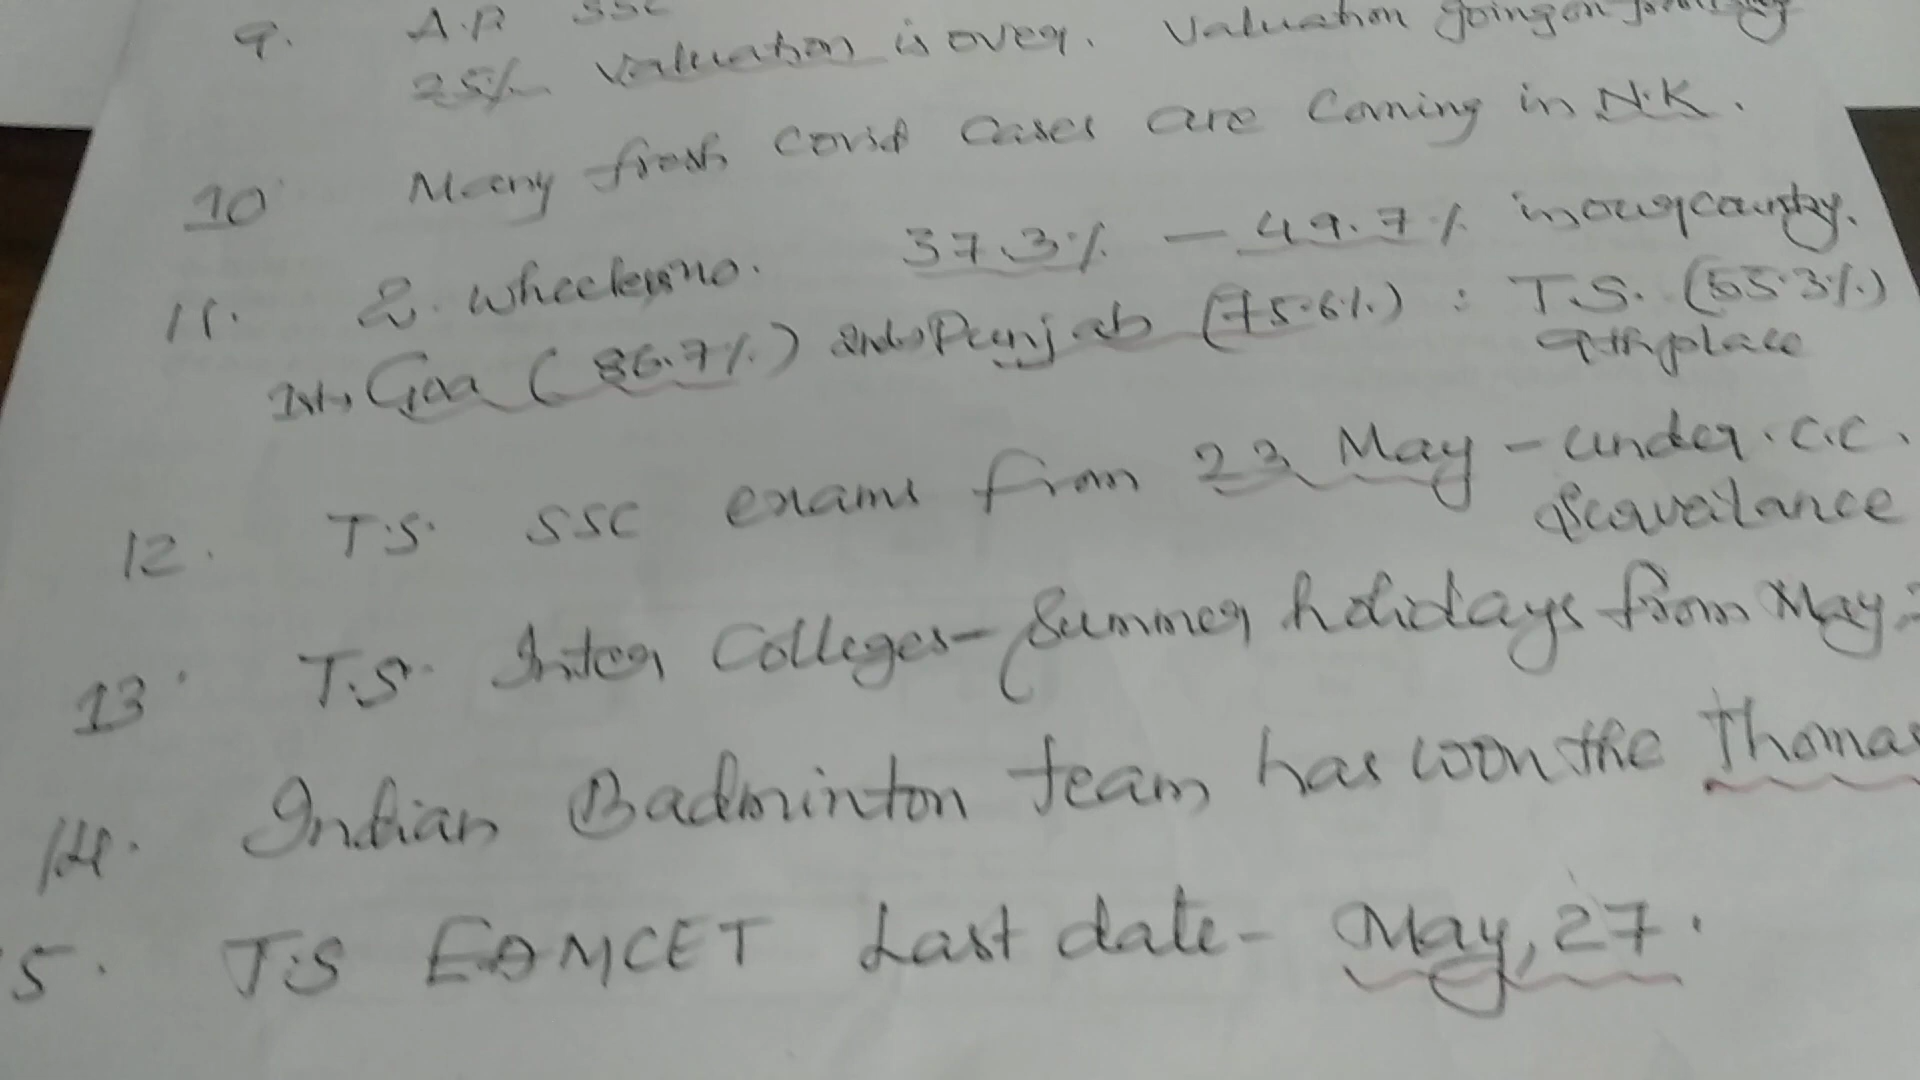 9. A.P SSC
25% Valuation is over. Valuation going on
10 Many fresh covid cases are Coming in N.K.
11. 2. wheelers no. 37.3% - 49.7% in our country.
1st, Goa (86.7%) 2nd, Punjab (75.6%) : T.S. (55.3%)
9th place
12. T.S. SSC exams from 23 May - under. C.C.
Scavailance
13. T.S. Inter Colleges - Summer holidays from May
14. Indian Badminton team has won the Thomas
5. T.S EAMCET Last date - May, 27.